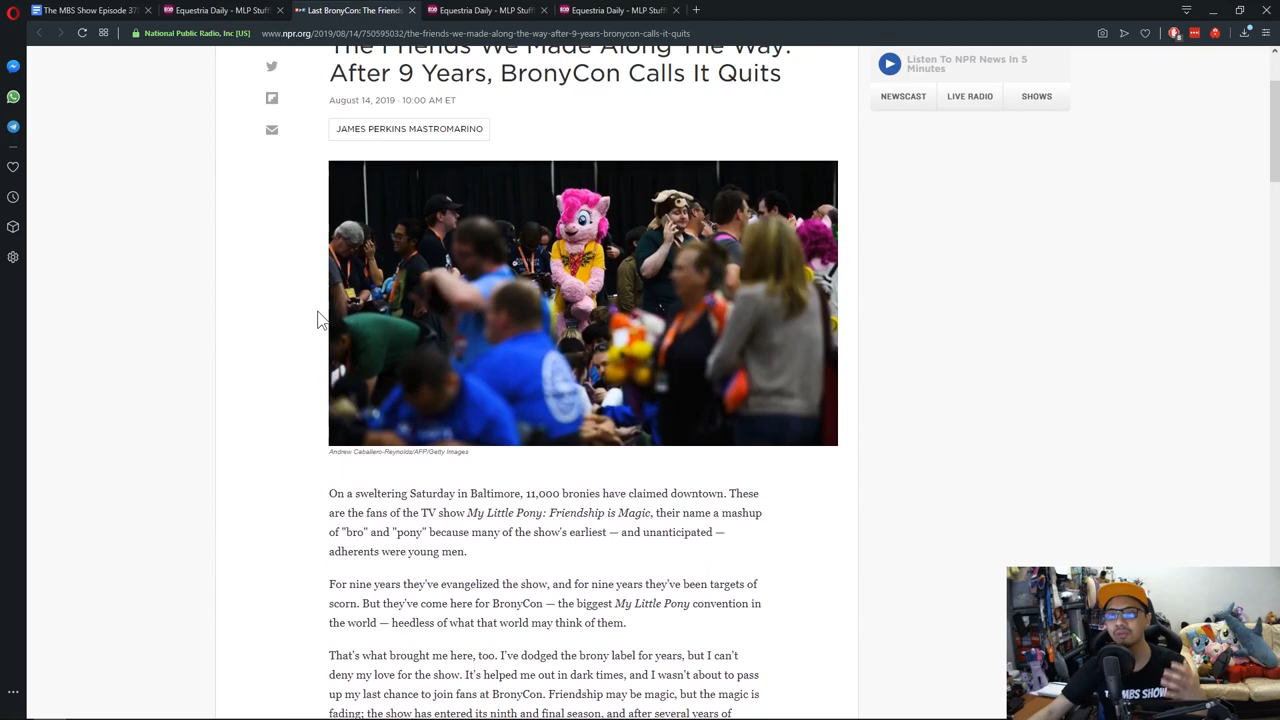 The MBS Show Episode 37
Equestria Daily - MLP Stuff
Last BronyCon: The Friends
Equestria Daily - MLP Stuff
Equestria Daily - MLP Stuff
National Public Radio, Inc [US]
www.npr.org/2019/08/14/750595032/the-friends-we-made-along-the-way-after-9-years-bronycon-calls-it-quits
The Friends We Made Along The Way:
After 9 Years, BronyCon Calls It Quits
August 14, 2019 · 10:00 AM ET
JAMES PERKINS MASTROMARINO
Listen To NPR News In 5
Minutes
NEWSCAST
LIVE RADIO
SHOWS
Andrew Caballero-Reynolds/AFP/Getty Images
On a sweltering Saturday in Baltimore, 11,000 bronies have claimed downtown. These
are the fans of the TV show My Little Pony: Friendship is Magic, their name a mashup
of "bro" and "pony" because many of the show's earliest — and unanticipated —
adherents were young men.
For nine years they've evangelized the show, and for nine years they've been targets of
scorn. But they've come here for BronyCon — the biggest My Little Pony convention in
the world — heedless of what that world may think of them.
That's what brought me here, too. I've dodged the brony label for years, but I can't
deny my love for the show. It's helped me out in dark times, and I wasn't about to pass
up my last chance to join fans at BronyCon. Friendship may be magic, but the magic is
fading; the show has entered its ninth and final season, and after several years of
MBS SHOW